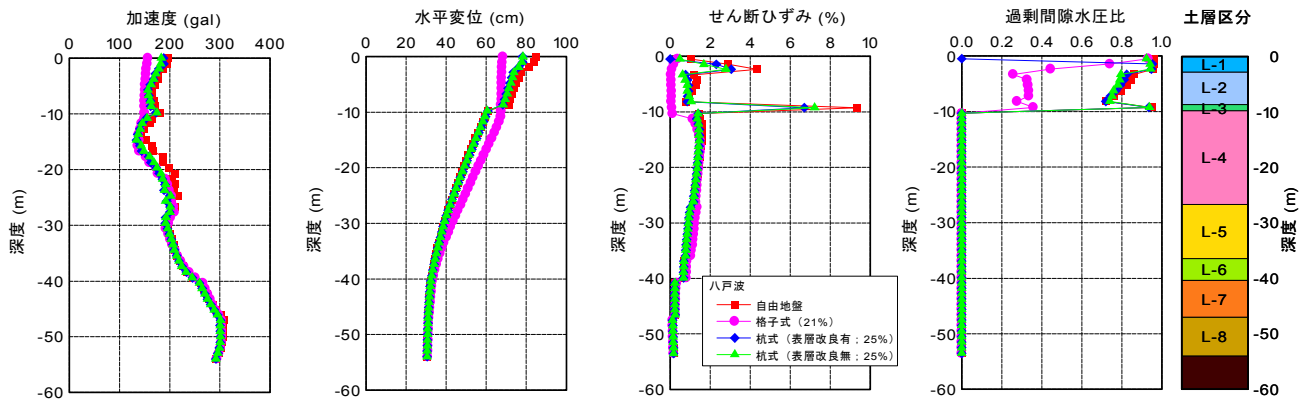 加速度 (gal)
0 100 200 300 400
0
-10
-20
-30
-40
-50
-60
深度 (m)
水平変位 (cm)
0 20 40 60 80 100
0
-10
-20
-30
-40
-50
-60
深度 (m)
せん断ひずみ (%)
0 2 4 6 8 10
0
-10
-20
-30
-40
-50
-60
深度 (m)
八戸波
自由地盤
格子式（21%）
杭式（表層改良有；25%）
杭式（表層改良無；25%）
過剰間隙水圧比
0.0 0.2 0.4 0.6 0.8 1.0
0
-10
-20
-30
-40
-50
-60
深度 (m)
土層区分
L-1
L-2
L-3
L-4
L-5
L-6
L-7
L-8
0
-10
-20
-30
-40
-50
-60
深度 (m)